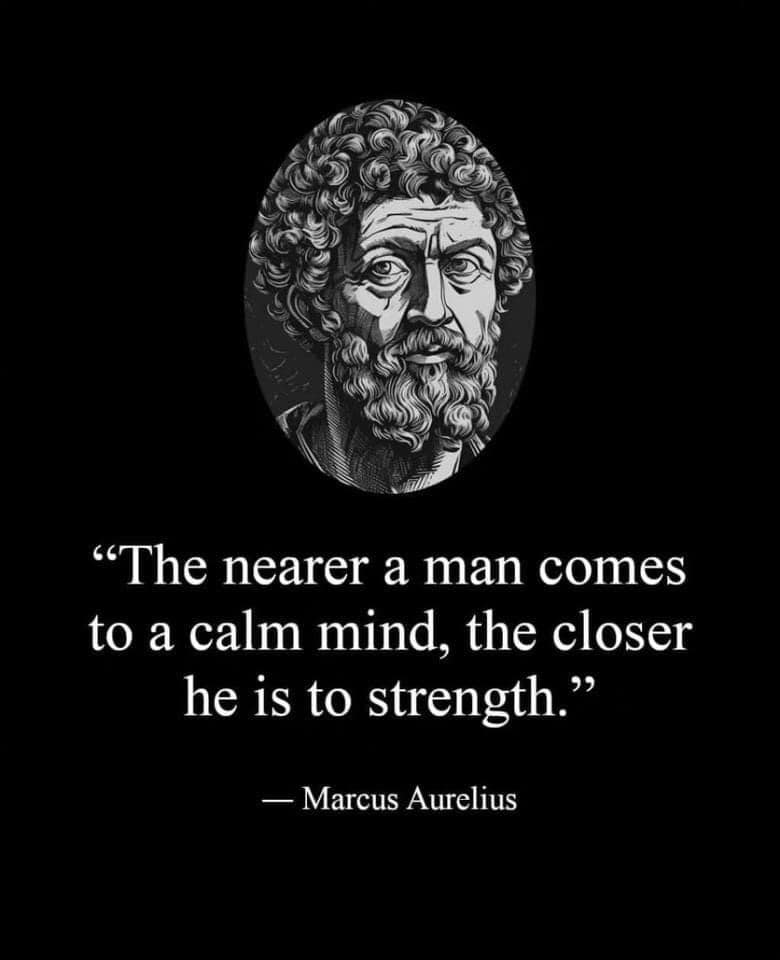 “The nearer a man comes
to a calm mind, the closer
he is to strength.”
— Marcus Aurelius